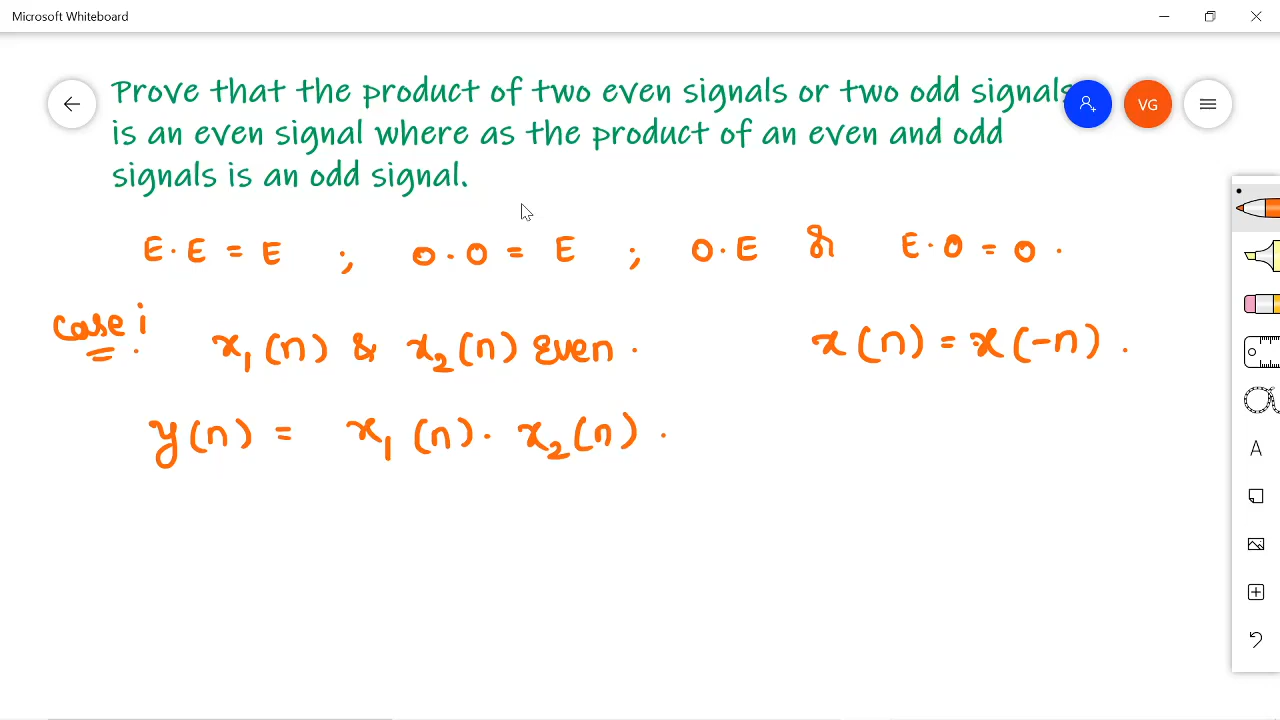 Microsoft Whiteboard
Prove that the product of two even signals or two odd signals
is an even signal where as the product of an even and odd
signals is an odd signal.
VG
E · E = E ; O · O = E ; O · E & E · O = O .
Case i
x₁(n) & x₂(n) Even . x(n) = x(-n) .
y(n) = x₁(n) · x₂(n) .
A